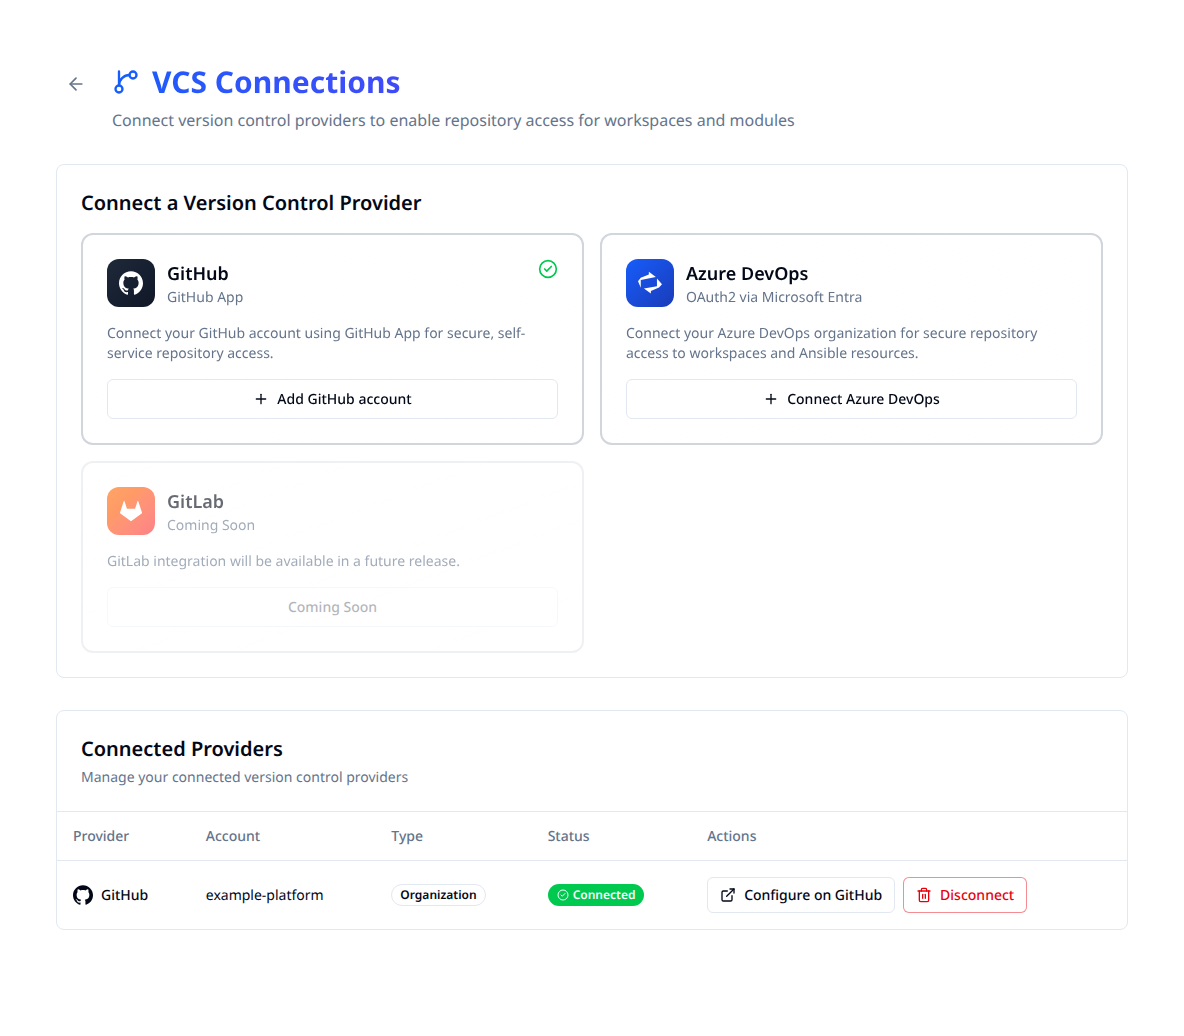 VCS Connections
Connect version control providers to enable repository access for workspaces and modules
Connect a Version Control Provider
GitHub
GitHub App
Connect your GitHub account using GitHub App for secure, self-
service repository access.
Add GitHub account
Azure DevOps
OAuth2 via Microsoft Entra
Connect your Azure DevOps organization for secure repository
access to workspaces and Ansible resources.
Connect Azure DevOps
GitLab
Coming Soon
GitLab integration will be available in a future release.
Coming Soon
Connected Providers
Manage your connected version control providers
Provider Account Type Status Actions
GitHub example-platform Organization Connected Configure on GitHub Disconnect